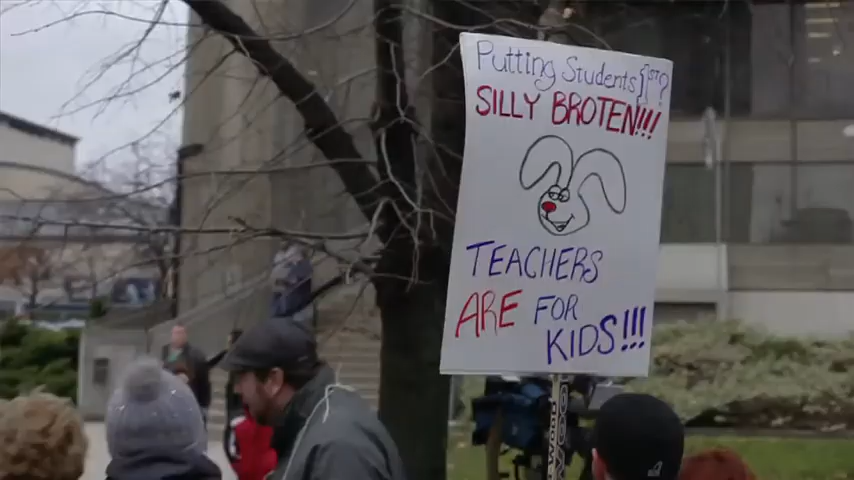 Putting Students 1ST?
SILLY BROTEN!!!
TEACHERS
ARE FOR
KIDS!!!